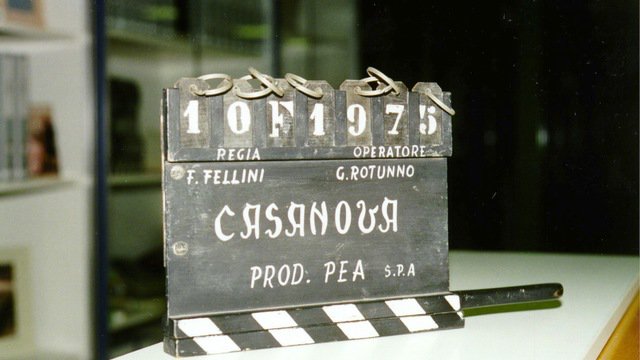 10F1975
REGIA OPERATORE
F. FELLINI G. ROTUNNO
CASANOVA
PROD. PEA S.P.A